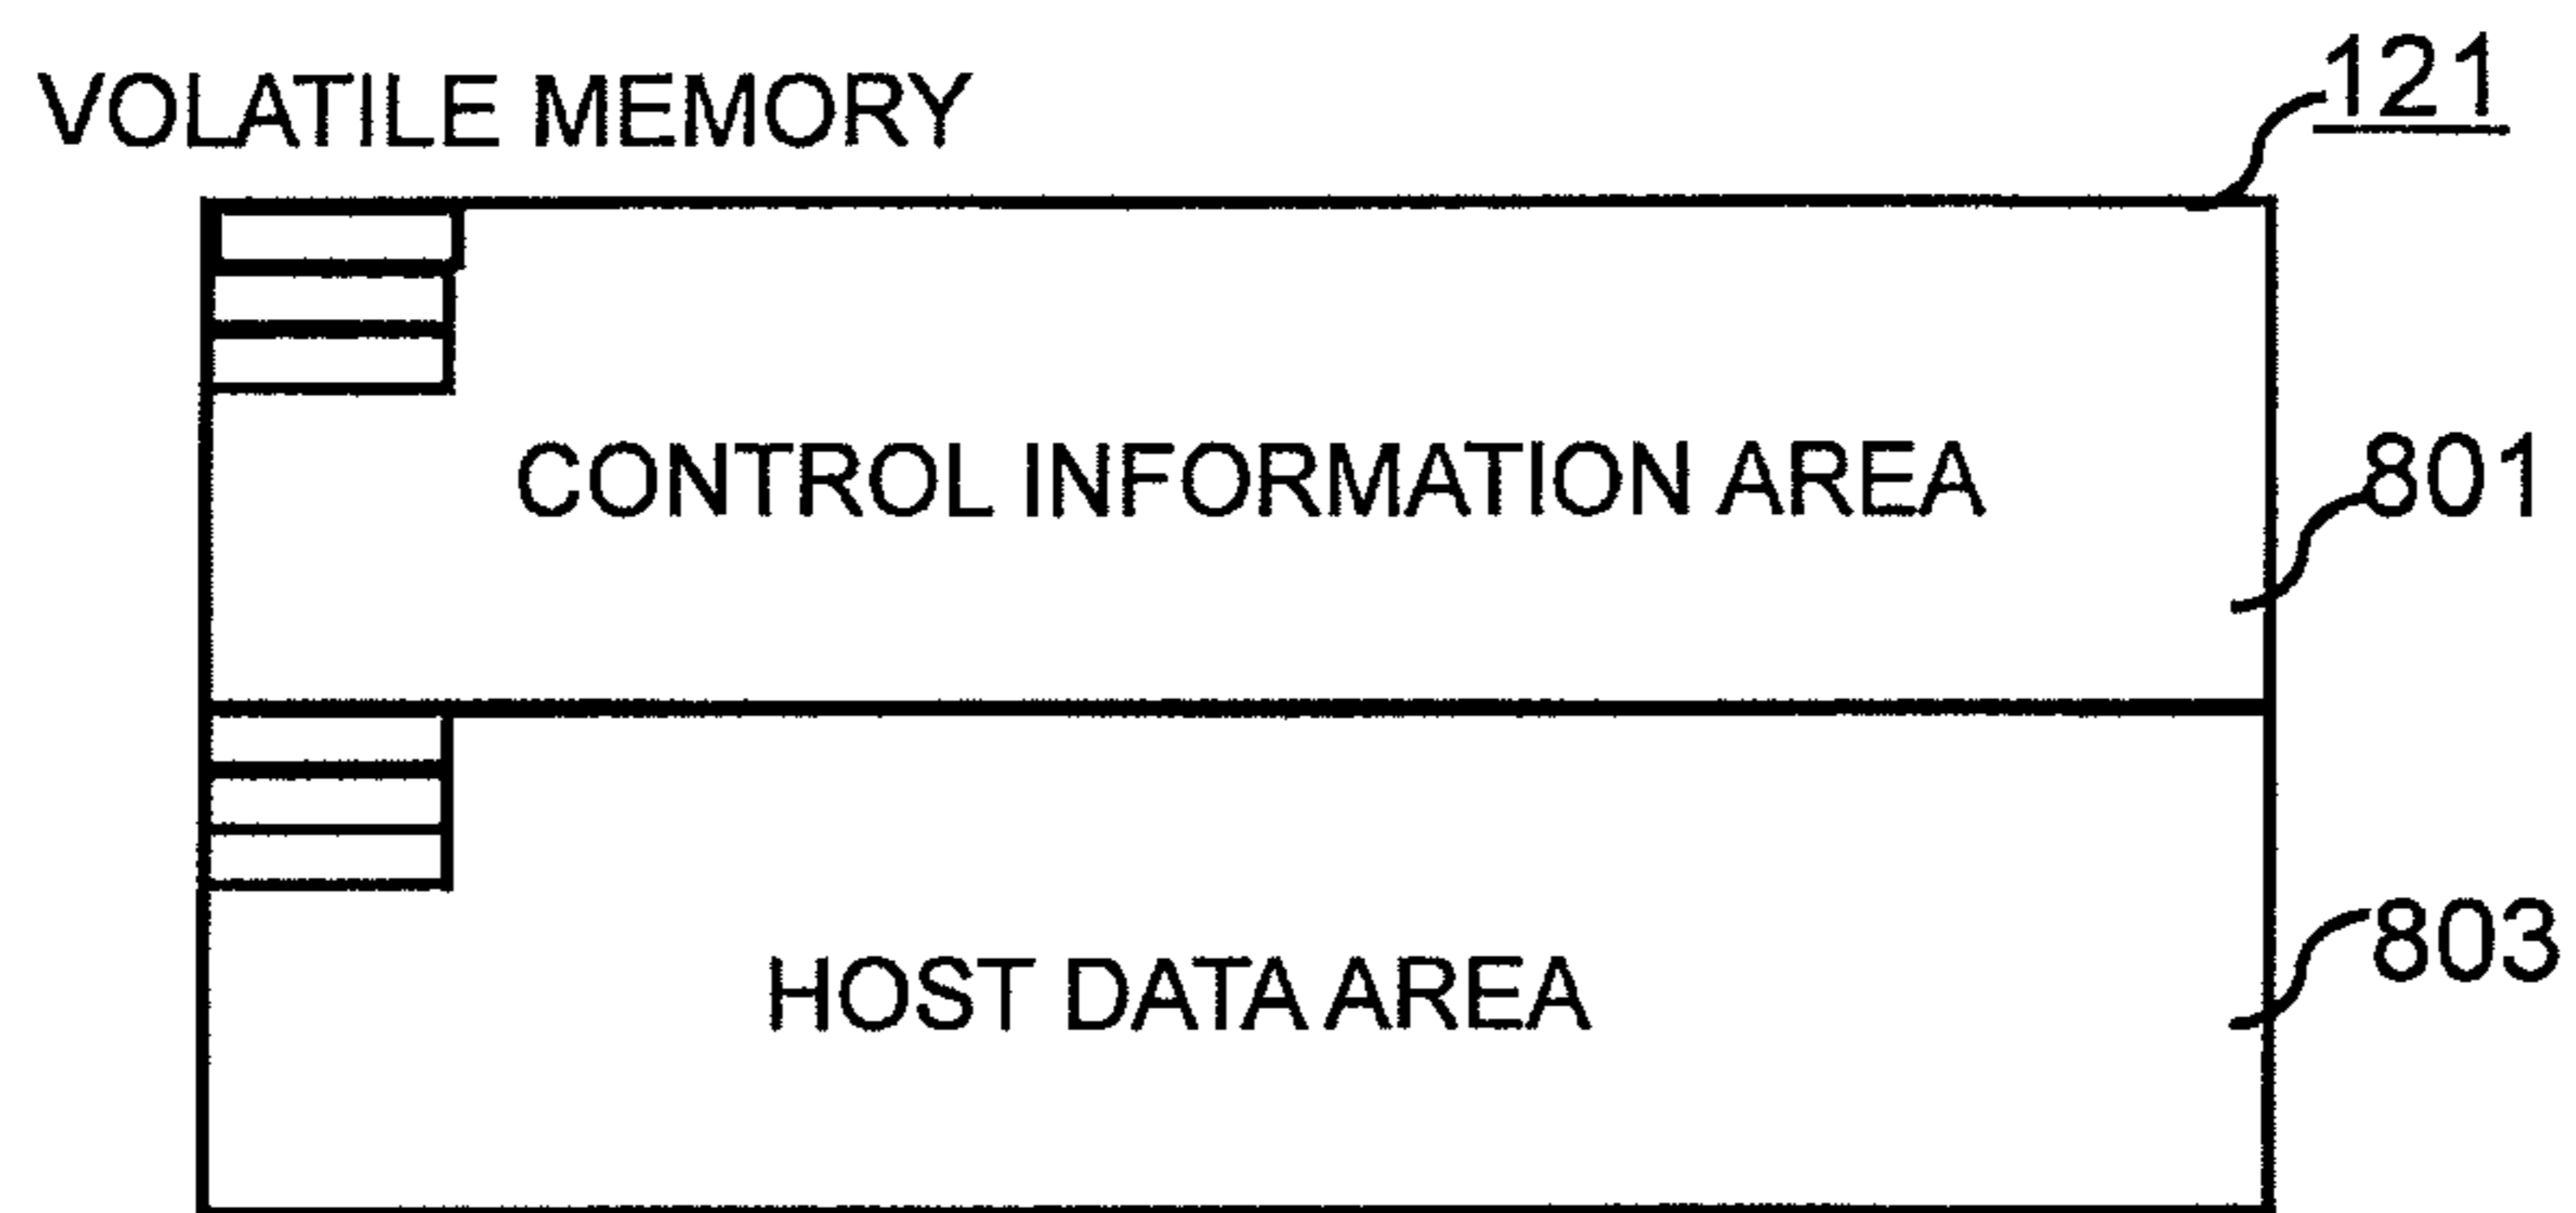 121
VOLATILE MEMORY
CONTROL INFORMATION AREA
801
HOST DATA AREA
803